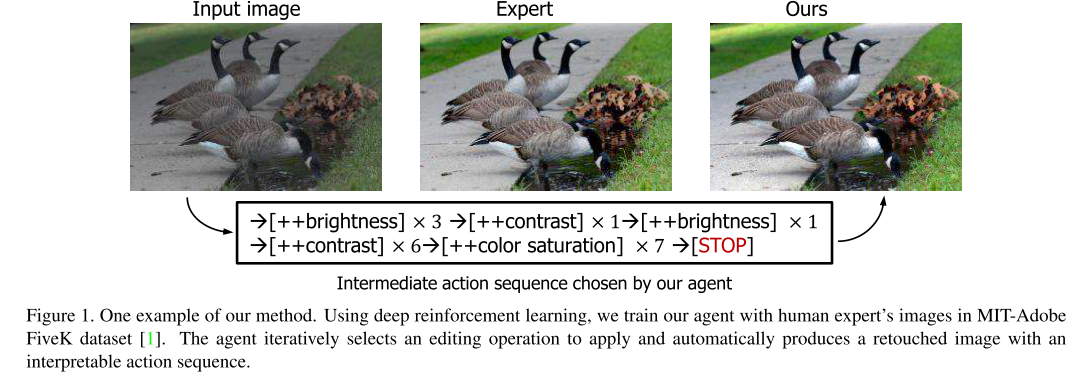 Input image
Expert
Ours
→[++brightness] × 3 →[++contrast] × 1→[++brightness] × 1
→[++contrast] × 6→[++color saturation] × 7 →[STOP]
Intermediate action sequence chosen by our agent
Figure 1. One example of our method. Using deep reinforcement learning, we train our agent with human expert's images in MIT-Adobe
FiveK dataset [1]. The agent iteratively selects an editing operation to apply and automatically produces a retouched image with an
interpretable action sequence.